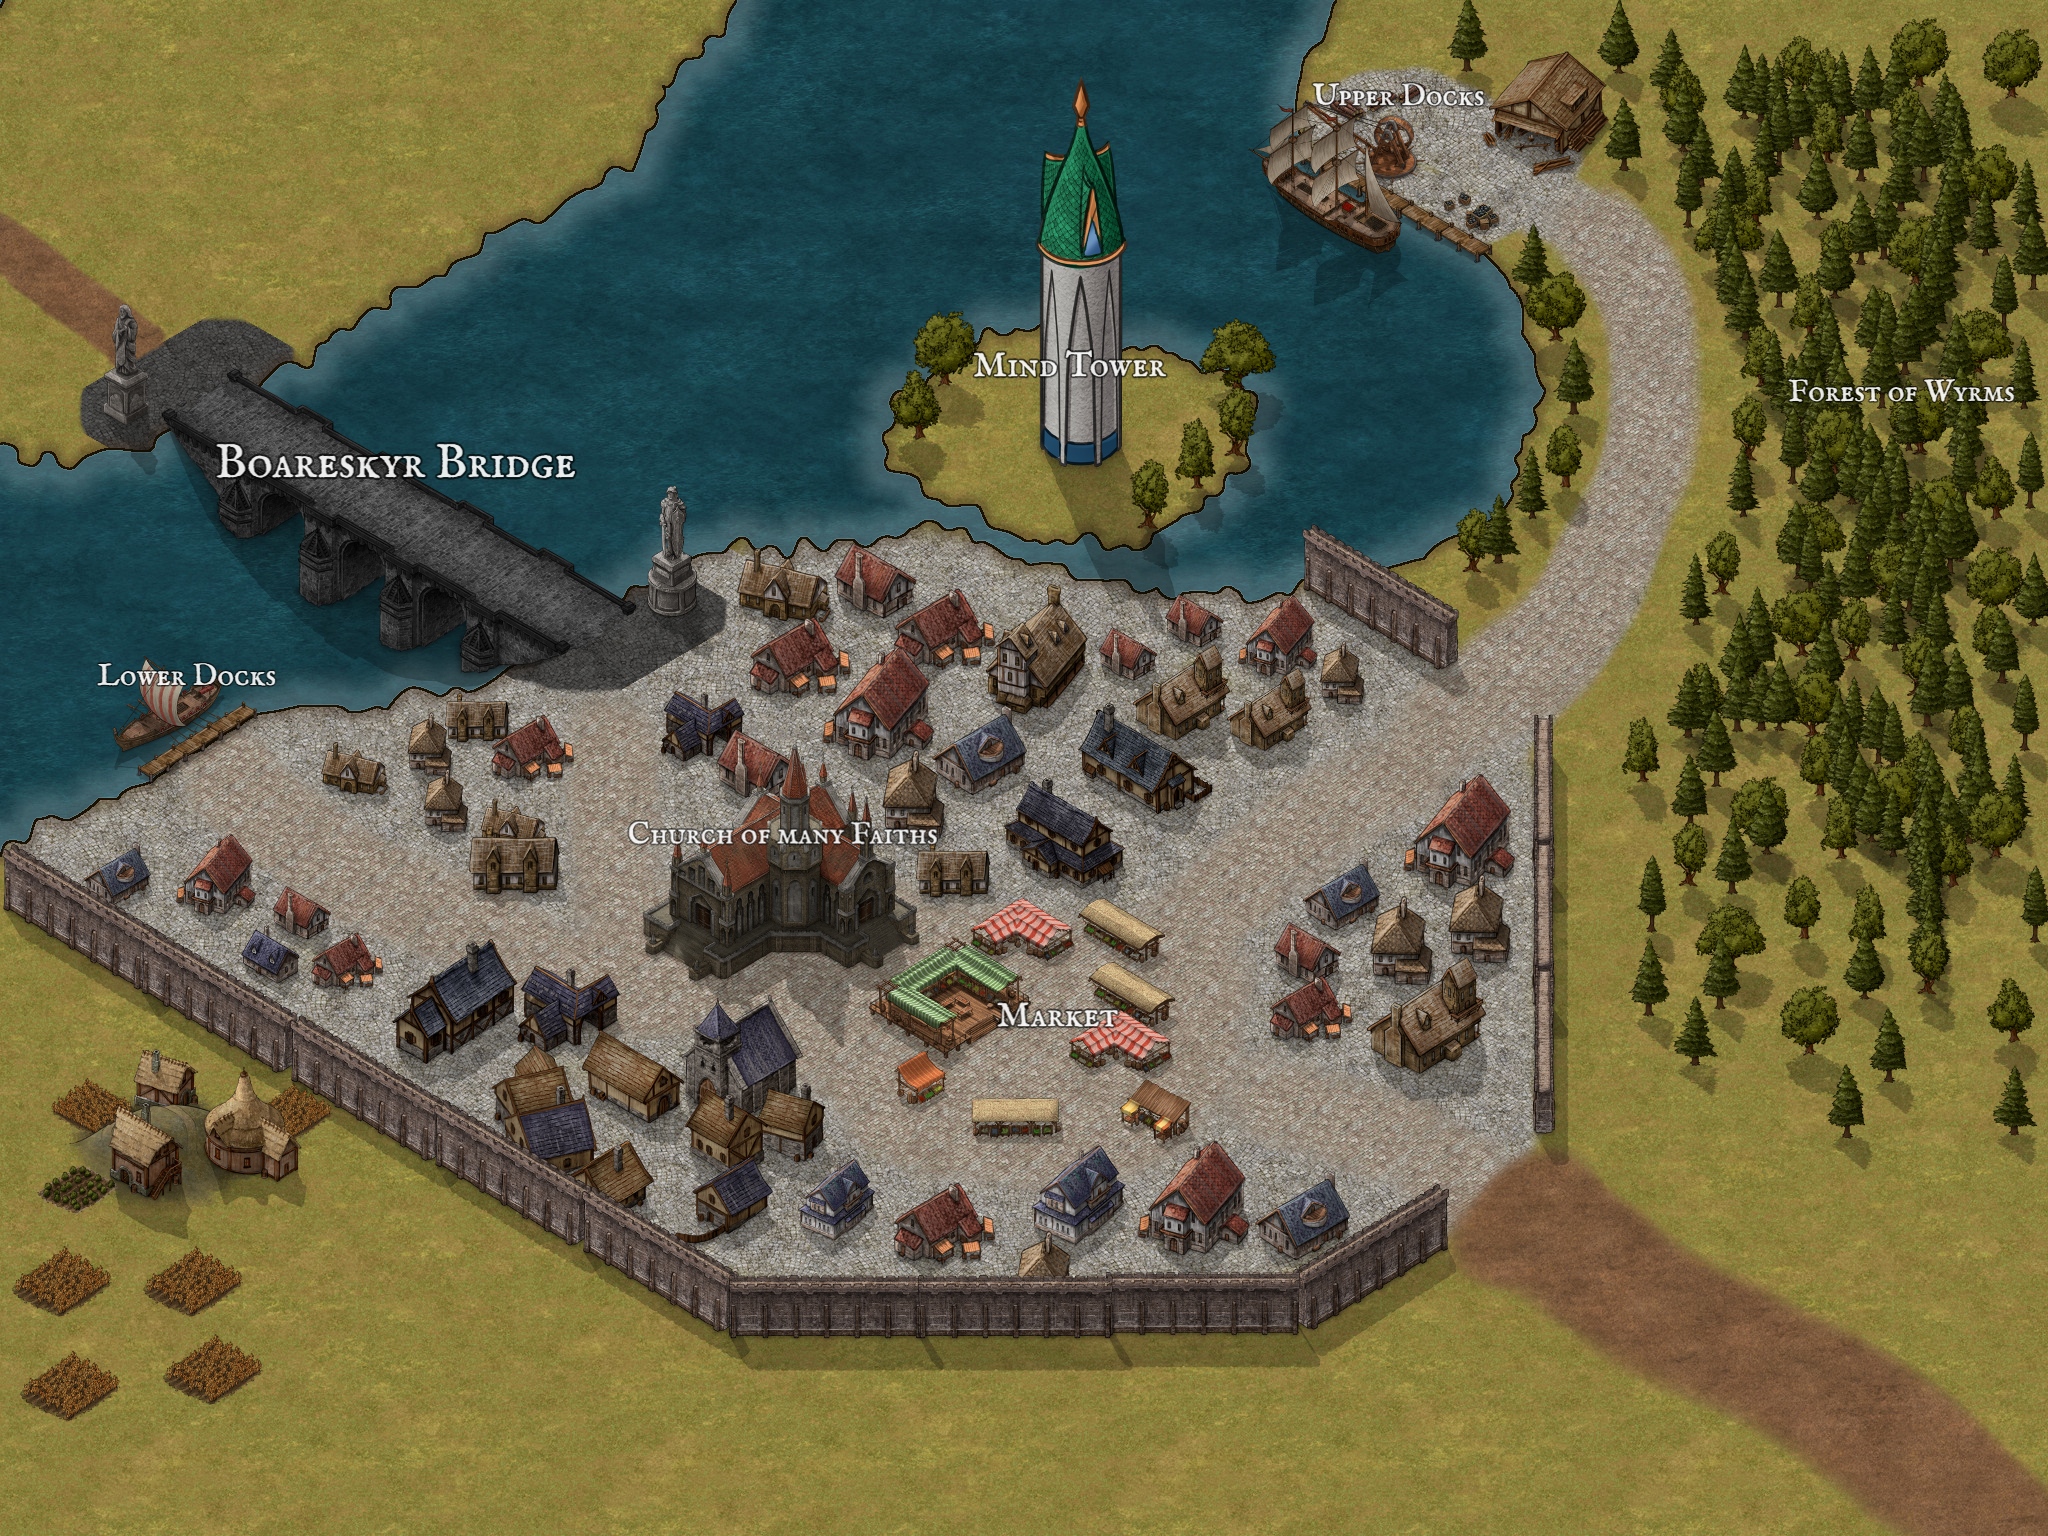 Upper Docks
Mind Tower
Forest of Wyrms
Boareskyr Bridge
Lower Docks
Church of many Faiths
Market